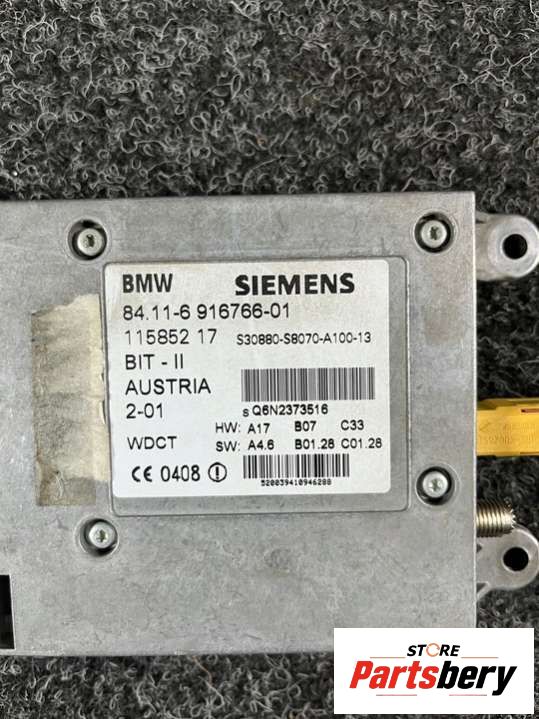 BMW SIEMENS
84.11-6 916766-01
115852 17 S30880-S8070-A100-13
BIT - II
AUSTRIA
2-01 S Q6N2373516
HW: A17 B07 C33
WDCT SW: A4.6 B01.28 C01.28
CE 0408
520039410946288
STORE
Partsbery